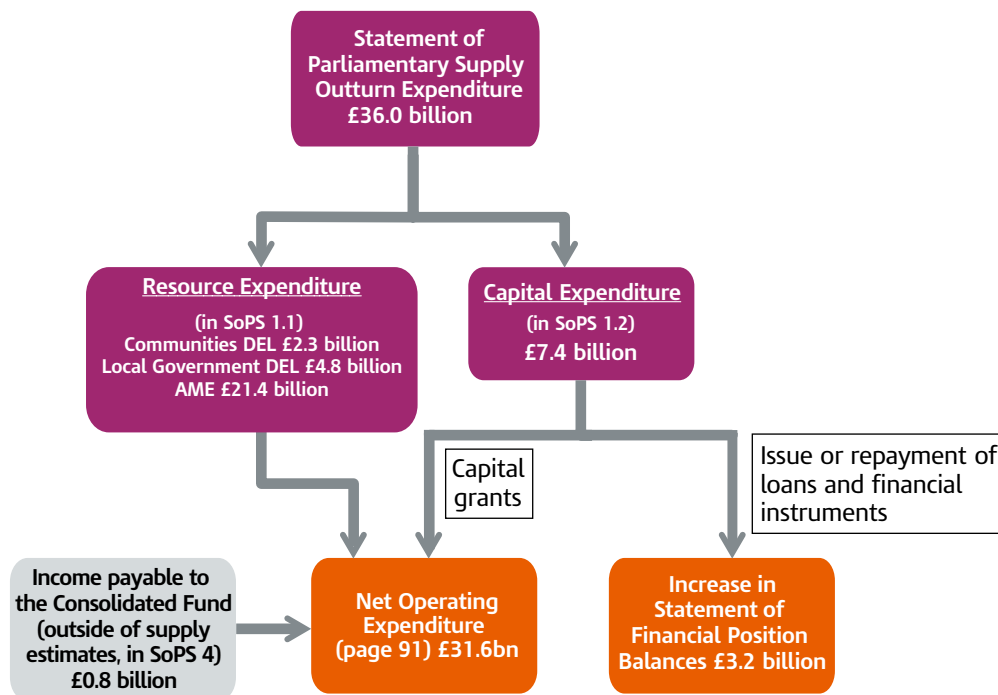 Statement of
Parliamentary Supply
Outturn Expenditure
£36.0 billion
Resource Expenditure
(in SoPS 1.1)
Communities DEL £2.3 billion
Local Government DEL £4.8 billion
AME £21.4 billion
Capital Expenditure
(in SoPS 1.2)
£7.4 billion
Capital
grants
Issue or repayment of
loans and financial
instruments
Income payable to
the Consolidated Fund
(outside of supply
estimates, in SoPS 4)
£0.8 billion
Net Operating
Expenditure
(page 91) £31.6bn
Increase in
Statement of
Financial Position
Balances £3.2 billion